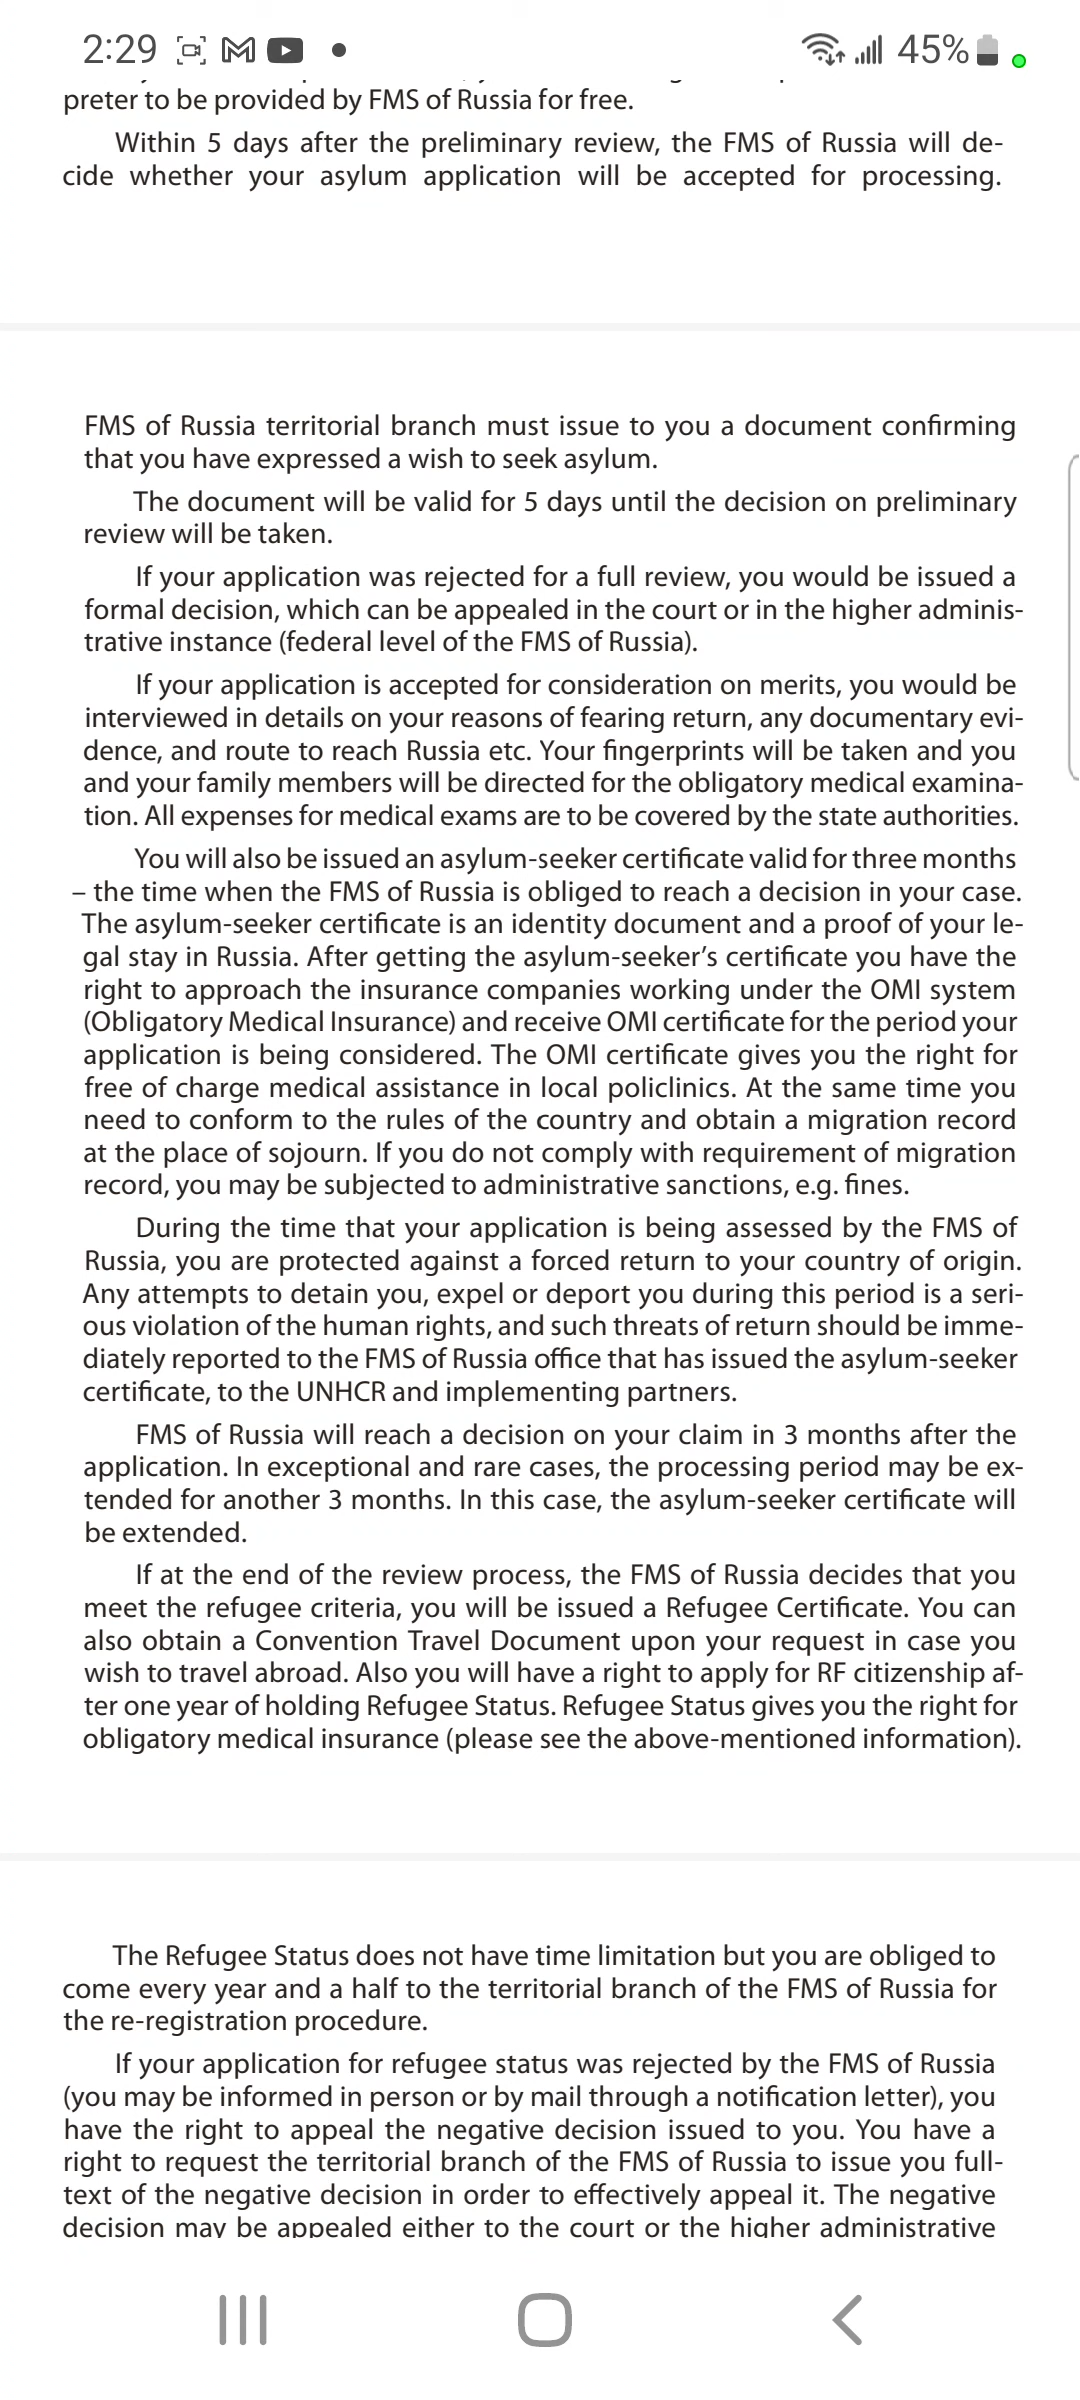 2:29
45%
preter to be provided by FMS of Russia for free.
Within 5 days after the preliminary review, the FMS of Russia will de-
cide whether your asylum application will be accepted for processing.
FMS of Russia territorial branch must issue to you a document confirming
that you have expressed a wish to seek asylum.
The document will be valid for 5 days until the decision on preliminary
review will be taken.
If your application was rejected for a full review, you would be issued a
formal decision, which can be appealed in the court or in the higher adminis-
trative instance (federal level of the FMS of Russia).
If your application is accepted for consideration on merits, you would be
interviewed in details on your reasons of fearing return, any documentary evi-
dence, and route to reach Russia etc. Your fingerprints will be taken and you
and your family members will be directed for the obligatory medical examina-
tion. All expenses for medical exams are to be covered by the state authorities.
You will also be issued an asylum-seeker certificate valid for three months
– the time when the FMS of Russia is obliged to reach a decision in your case.
The asylum-seeker certificate is an identity document and a proof of your le-
gal stay in Russia. After getting the asylum-seeker’s certificate you have the
right to approach the insurance companies working under the OMI system
(Obligatory Medical Insurance) and receive OMI certificate for the period your
application is being considered. The OMI certificate gives you the right for
free of charge medical assistance in local policlinics. At the same time you
need to conform to the rules of the country and obtain a migration record
at the place of sojourn. If you do not comply with requirement of migration
record, you may be subjected to administrative sanctions, e.g. fines.
During the time that your application is being assessed by the FMS of
Russia, you are protected against a forced return to your country of origin.
Any attempts to detain you, expel or deport you during this period is a seri-
ous violation of the human rights, and such threats of return should be imme-
diately reported to the FMS of Russia office that has issued the asylum-seeker
certificate, to the UNHCR and implementing partners.
FMS of Russia will reach a decision on your claim in 3 months after the
application. In exceptional and rare cases, the processing period may be ex-
tended for another 3 months. In this case, the asylum-seeker certificate will
be extended.
If at the end of the review process, the FMS of Russia decides that you
meet the refugee criteria, you will be issued a Refugee Certificate. You can
also obtain a Convention Travel Document upon your request in case you
wish to travel abroad. Also you will have a right to apply for RF citizenship af-
ter one year of holding Refugee Status. Refugee Status gives you the right for
obligatory medical insurance (please see the above-mentioned information).
The Refugee Status does not have time limitation but you are obliged to
come every year and a half to the territorial branch of the FMS of Russia for
the re-registration procedure.
If your application for refugee status was rejected by the FMS of Russia
(you may be informed in person or by mail through a notification letter), you
have the right to appeal the negative decision issued to you. You have a
right to request the territorial branch of the FMS of Russia to issue you full-
text of the negative decision in order to effectively appeal it. The negative
decision may be appealed either to the court or the higher administrative